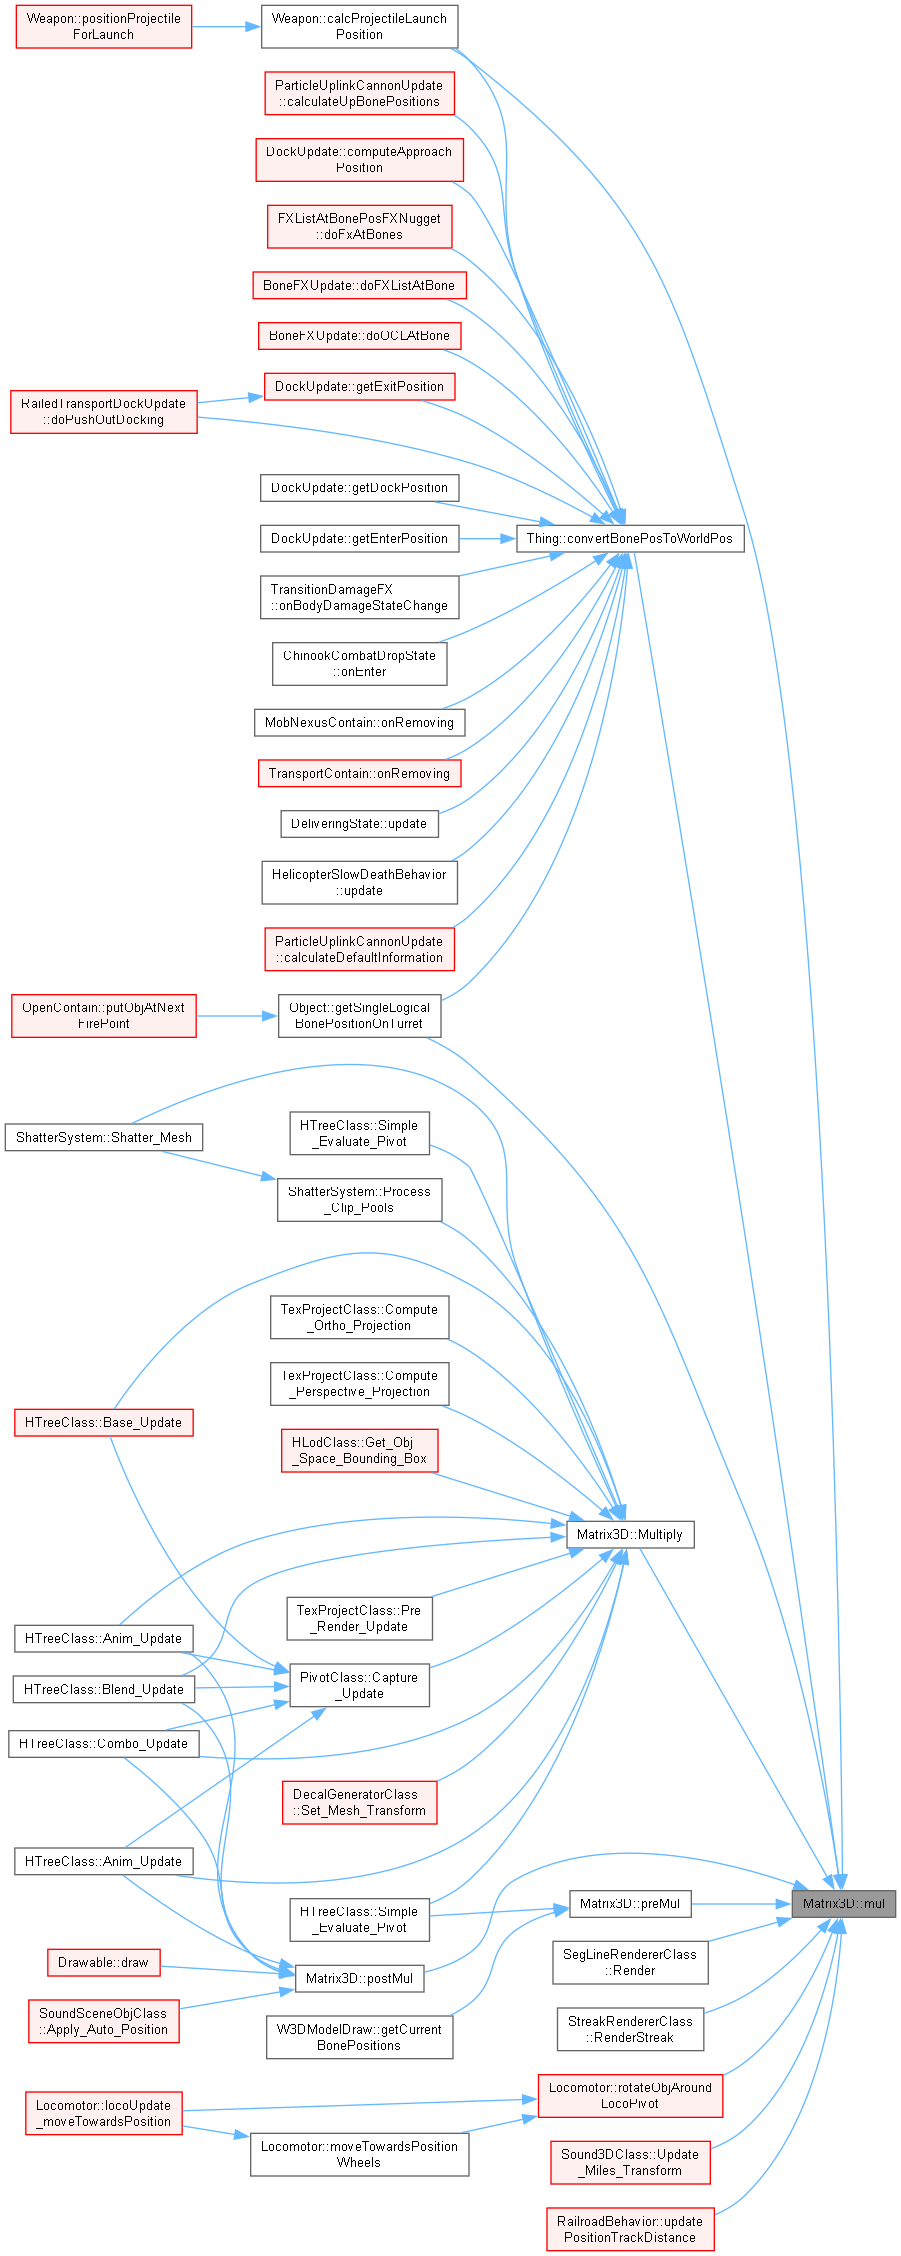 Weapon::positionProjectile
ForLaunch
Weapon::calcProjectileLaunch
Position
ParticleUplinkCannonUpdate
::calculateUpBonePositions
DockUpdate::computeApproach
Position
FXListAtBonePosFXNugget
::doFxAtBones
BoneFXUpdate::doFXListAtBone
BoneFXUpdate::doOCLAtBone
DockUpdate::getExitPosition
RailedTransportDockUpdate
::doPushOutDocking
DockUpdate::getDockPosition
DockUpdate::getEnterPosition
Thing::convertBonePosToWorldPos
TransitionDamageFX
::onBodyDamageStateChange
ChinookCombatDropState
::onEnter
MobNexusContain::onRemoving
TransportContain::onRemoving
DeliveringState::update
HelicopterSlowDeathBehavior
::update
ParticleUplinkCannonUpdate
::calculateDefaultInformation
OpenContain::putObjAtNext
FirePoint
Object::getSingleLogical
BonePositionOnTurret
ShatterSystem::Shatter_Mesh
HTreeClass::Simple
_Evaluate_Pivot
ShatterSystem::Process
_Clip_Pools
TexProjectClass::Compute
_Ortho_Projection
TexProjectClass::Compute
_Perspective_Projection
HTreeClass::Base_Update
HLodClass::Get_Obj
_Space_Bounding_Box
Matrix3D::Multiply
TexProjectClass::Pre
_Render_Update
HTreeClass::Anim_Update
PivotClass::Capture
_Update
HTreeClass::Blend_Update
HTreeClass::Combo_Update
DecalGeneratorClass
::Set_Mesh_Transform
HTreeClass::Anim_Update
HTreeClass::Simple
_Evaluate_Pivot
Matrix3D::preMul
Matrix3D::mul
SegLineRendererClass
::Render
Drawable::draw
Matrix3D::postMul
SoundSceneObjClass
::Apply_Auto_Position
W3DModelDraw::getCurrent
BonePositions
StreakRendererClass
::RenderStreak
Locomotor::rotateObjAround
LocoPivot
Locomotor::locoUpdate
_moveTowardsPosition
Locomotor::moveTowardsPosition
Wheels
Sound3DClass::Update
_Miles_Transform
RailroadBehavior::update
PositionTrackDistance